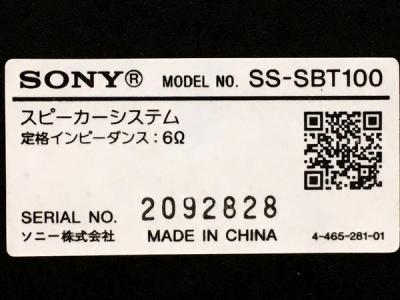 SONY® MODEL NO. SS-SBT100
スピーカーシステム
定格インピーダンス:6Ω
SERIAL NO. 2092828
ソニー株式会社 MADE IN CHINA 4-465-281-01